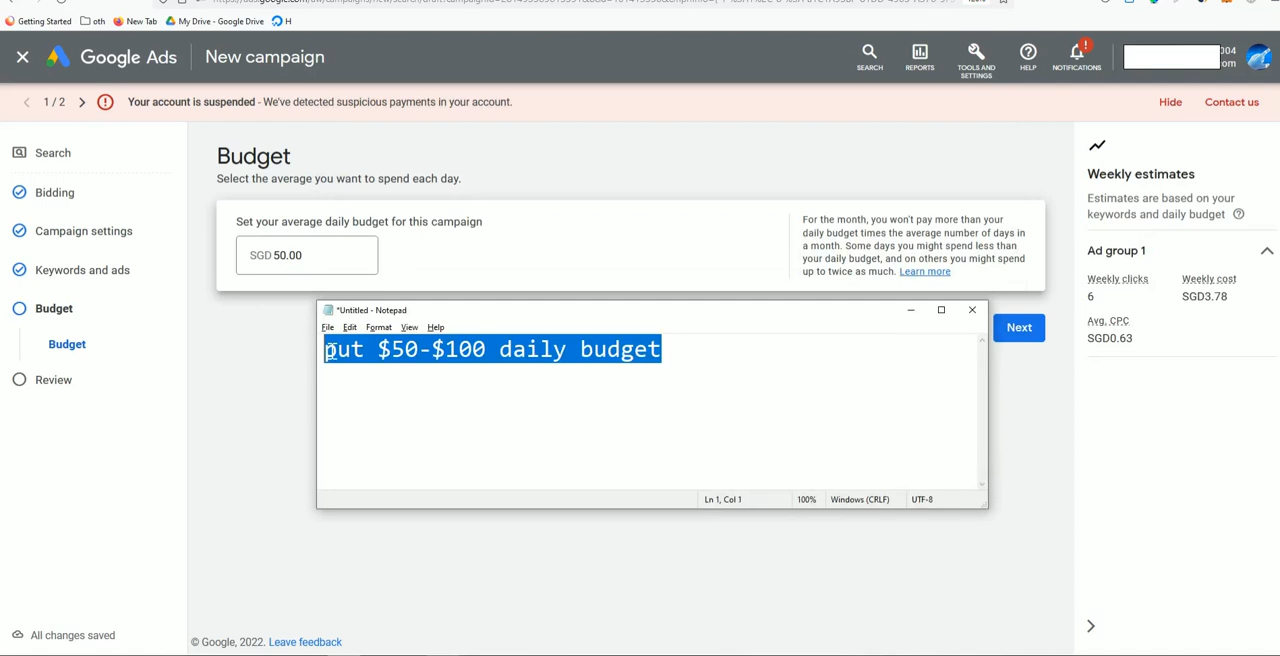 Getting Started
oth
New Tab
My Drive - Google Drive
H
Google Ads
New campaign
SEARCH
REPORTS
TOOLS AND
SETTINGS
HELP
NOTIFICATIONS
!
004
om
1 / 2
Your account is suspended - We've detected suspicious payments in your account.
Hide
Contact us
Search
Bidding
Campaign settings
Keywords and ads
Budget
Budget
Review
All changes saved
Budget
Select the average you want to spend each day.
Set your average daily budget for this campaign
SGD 50.00
For the month, you won't pay more than your
daily budget times the average number of days in
a month. Some days you might spend less than
your daily budget, and on others you might spend
up to twice as much. Learn more
*Untitled - Notepad
File Edit Format View Help
put $50-$100 daily budget
Ln 1, Col 1
100%
Windows (CRLF)
UTF-8
Next
Weekly estimates
Estimates are based on your
keywords and daily budget
Ad group 1
Weekly clicks
Weekly cost
6
SGD3.78
Avg. CPC
SGD0.63
© Google, 2022. Leave feedback